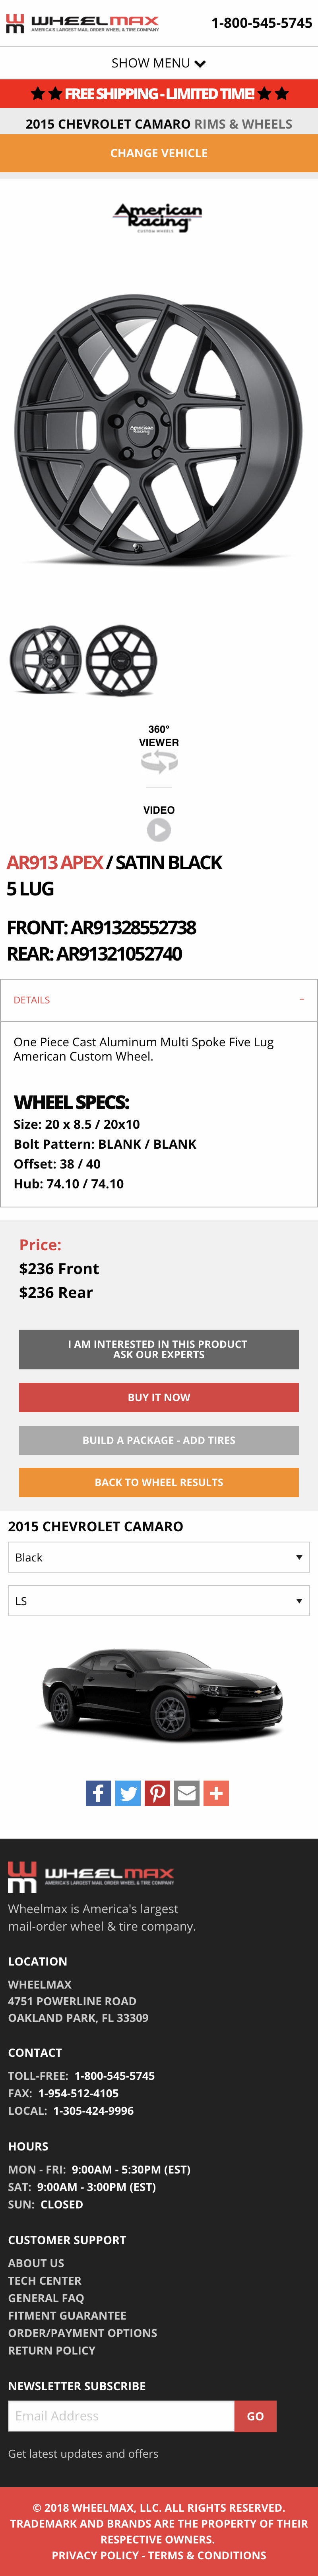 WHEELMAX
AMERICA'S LARGEST MAIL ORDER WHEEL & TIRE COMPANY
1-800-545-5745
SHOW MENU
FREE SHIPPING - LIMITED TIME!
2015 CHEVROLET CAMARO RIMS & WHEELS
CHANGE VEHICLE
American
Racing
CUSTOM WHEELS
American
Racing
360°
VIEWER
VIDEO
AR913 APEX / SATIN BLACK
5 LUG
FRONT: AR91328552738
REAR: AR91321052740
DETAILS
One Piece Cast Aluminum Multi Spoke Five Lug
American Custom Wheel.
WHEEL SPECS:
Size: 20 x 8.5 / 20x10
Bolt Pattern: BLANK / BLANK
Offset: 38 / 40
Hub: 74.10 / 74.10
Price:
$236 Front
$236 Rear
I AM INTERESTED IN THIS PRODUCT
ASK OUR EXPERTS
BUY IT NOW
BUILD A PACKAGE - ADD TIRES
BACK TO WHEEL RESULTS
2015 CHEVROLET CAMARO
Black
LS
WHEELMAX
AMERICA'S LARGEST MAIL ORDER WHEEL & TIRE COMPANY
Wheelmax is America's largest
mail-order wheel & tire company.
LOCATION
WHEELMAX
4751 POWERLINE ROAD
OAKLAND PARK, FL 33309
CONTACT
TOLL-FREE: 1-800-545-5745
FAX: 1-954-512-4105
LOCAL: 1-305-424-9996
HOURS
MON - FRI: 9:00AM - 5:30PM (EST)
SAT: 9:00AM - 3:00PM (EST)
SUN: CLOSED
CUSTOMER SUPPORT
ABOUT US
TECH CENTER
GENERAL FAQ
FITMENT GUARANTEE
ORDER/PAYMENT OPTIONS
RETURN POLICY
NEWSLETTER SUBSCRIBE
Email Address
GO
Get latest updates and offers
© 2018 WHEELMAX, LLC. ALL RIGHTS RESERVED.
TRADEMARK AND BRANDS ARE THE PROPERTY OF THEIR
RESPECTIVE OWNERS.
PRIVACY POLICY - TERMS & CONDITIONS